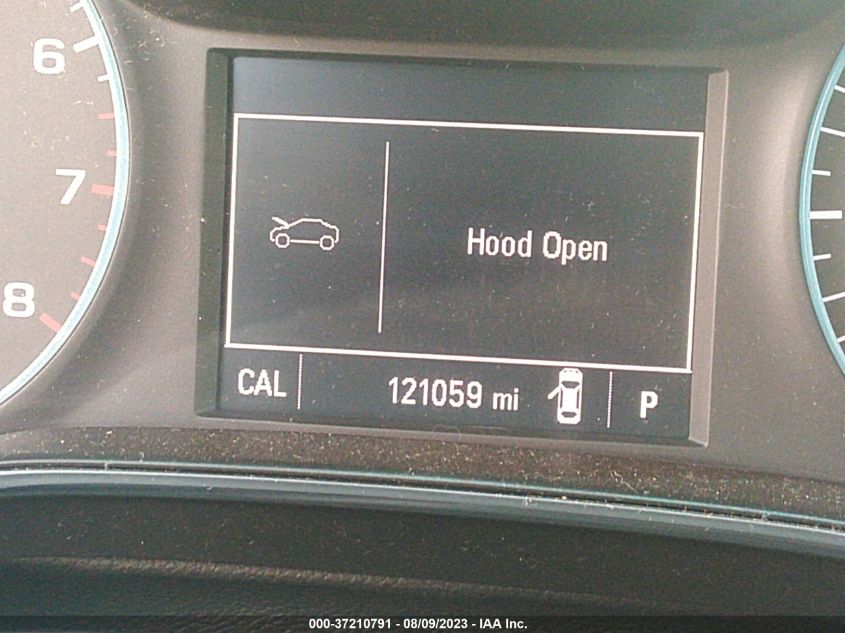 6
7
8
Hood Open
CAL 121059 mi P
000-37210791 - 08/09/2023 - IAA Inc.